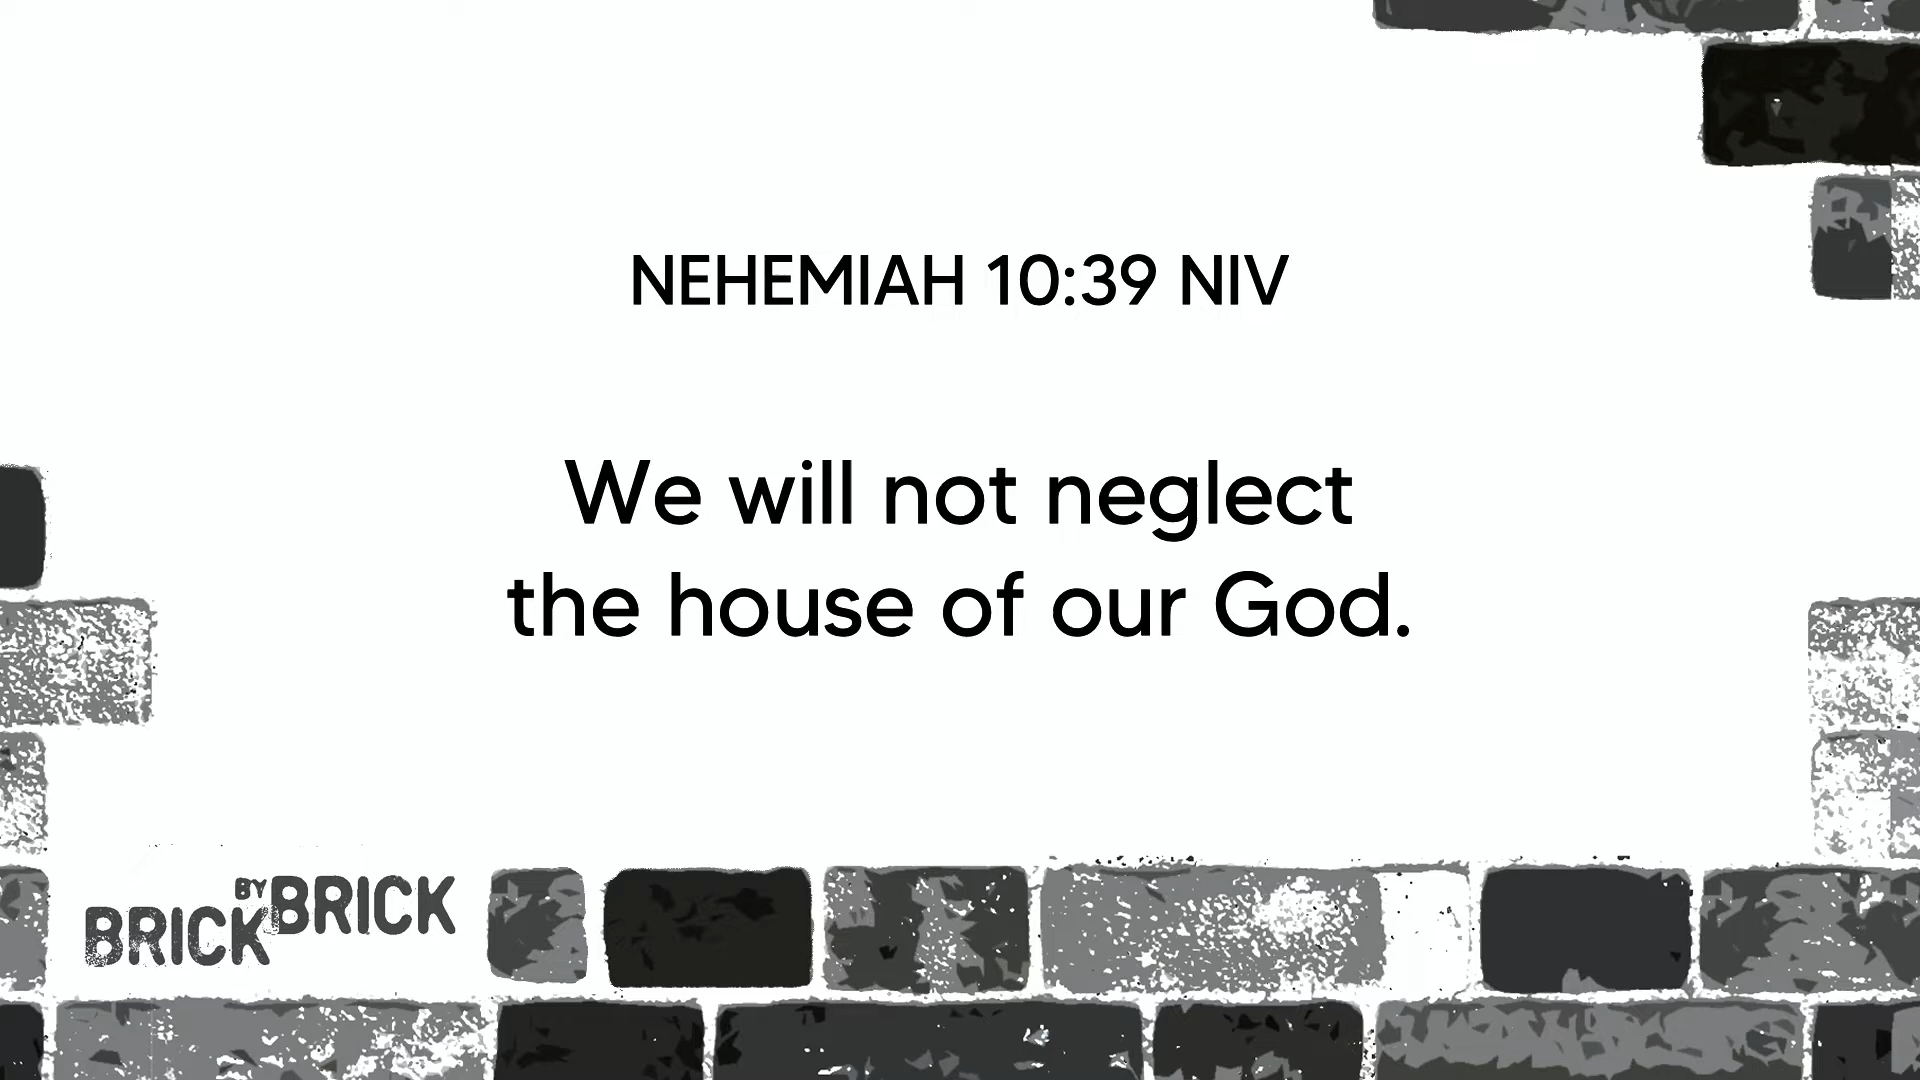 NEHEMIAH 10:39 NIV
We will not neglect
the house of our God.
BRICK BY BRICK